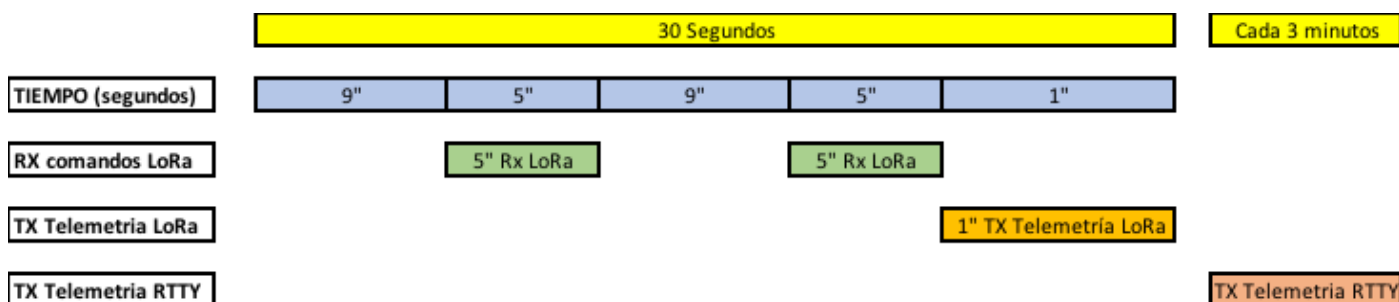 30 Segundos
Cada 3 minutos
TIEMPO (segundos)
9"
5"
9"
5"
1"
RX comandos LoRa
5" Rx LoRa
5" Rx LoRa
TX Telemetria LoRa
1" TX Telemetría LoRa
TX Telemetria RTTY
TX Telemetria RTTY